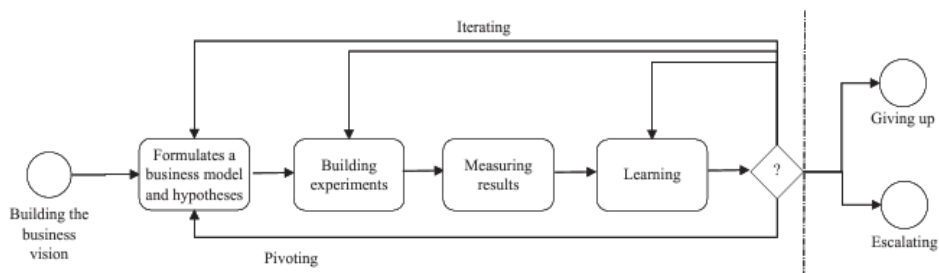 Iterating
Giving up
Formulates a
business model
and hypotheses
Building
experiments
Measuring
results
Learning
?
Building the
business
vision
Escalating
Pivoting